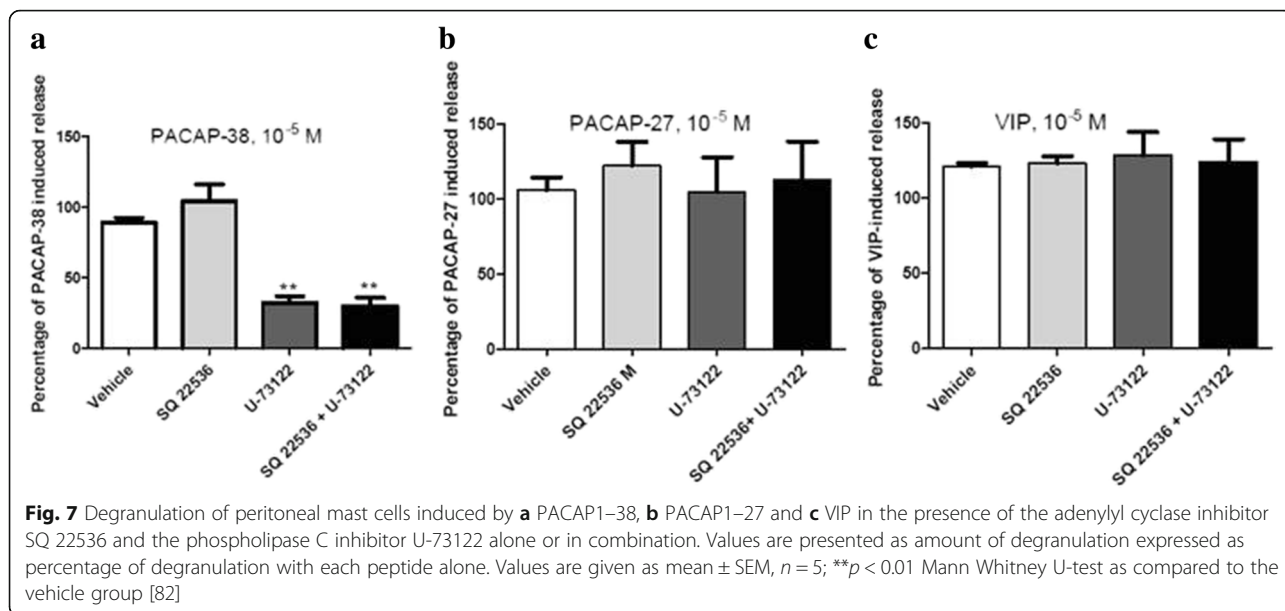 a
b
c
Percentage of PACAP-38 induced release
PACAP-38, 10-5 M
150
100
50
0
**
**
Vehicle
SQ 22536
U-73122
SQ 22536 + U-73122
Percentage of PACAP-27 induced release
PACAP-27, 10-5 M
150
100
50
0
Vehicle
SQ 22536 M
U-73122
SQ 22536+ U-73122
Percentage of VIP-induced release
VIP, 10-5 M
150
100
50
0
Vehicle
SQ 22536
U-73122
SQ 22536 + U-73122
Fig. 7 Degranulation of peritoneal mast cells induced by a PACAP1–38, b PACAP1–27 and c VIP in the presence of the adenylyl cyclase inhibitor
SQ 22536 and the phospholipase C inhibitor U-73122 alone or in combination. Values are presented as amount of degranulation expressed as
percentage of degranulation with each peptide alone. Values are given as mean ± SEM, n = 5; **p < 0.01 Mann Whitney U-test as compared to the
vehicle group [82]